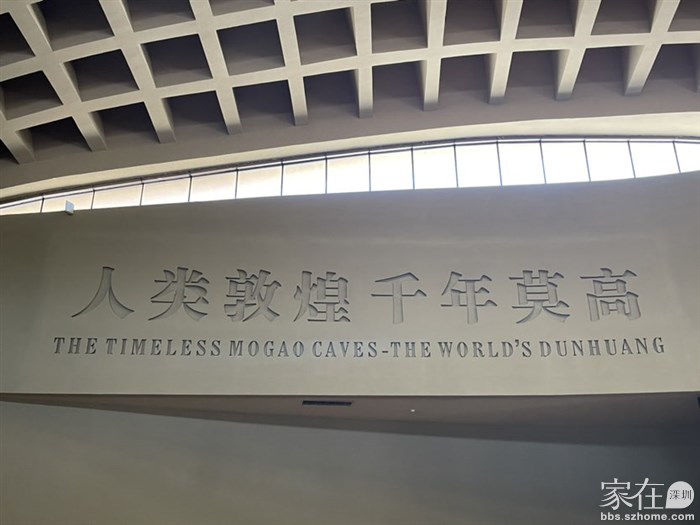 人类敦煌千年莫高
THE TIMELESS MOGAO CAVES-THE WORLD'S DUNHUANG
家在深圳
bbs.szhome.com